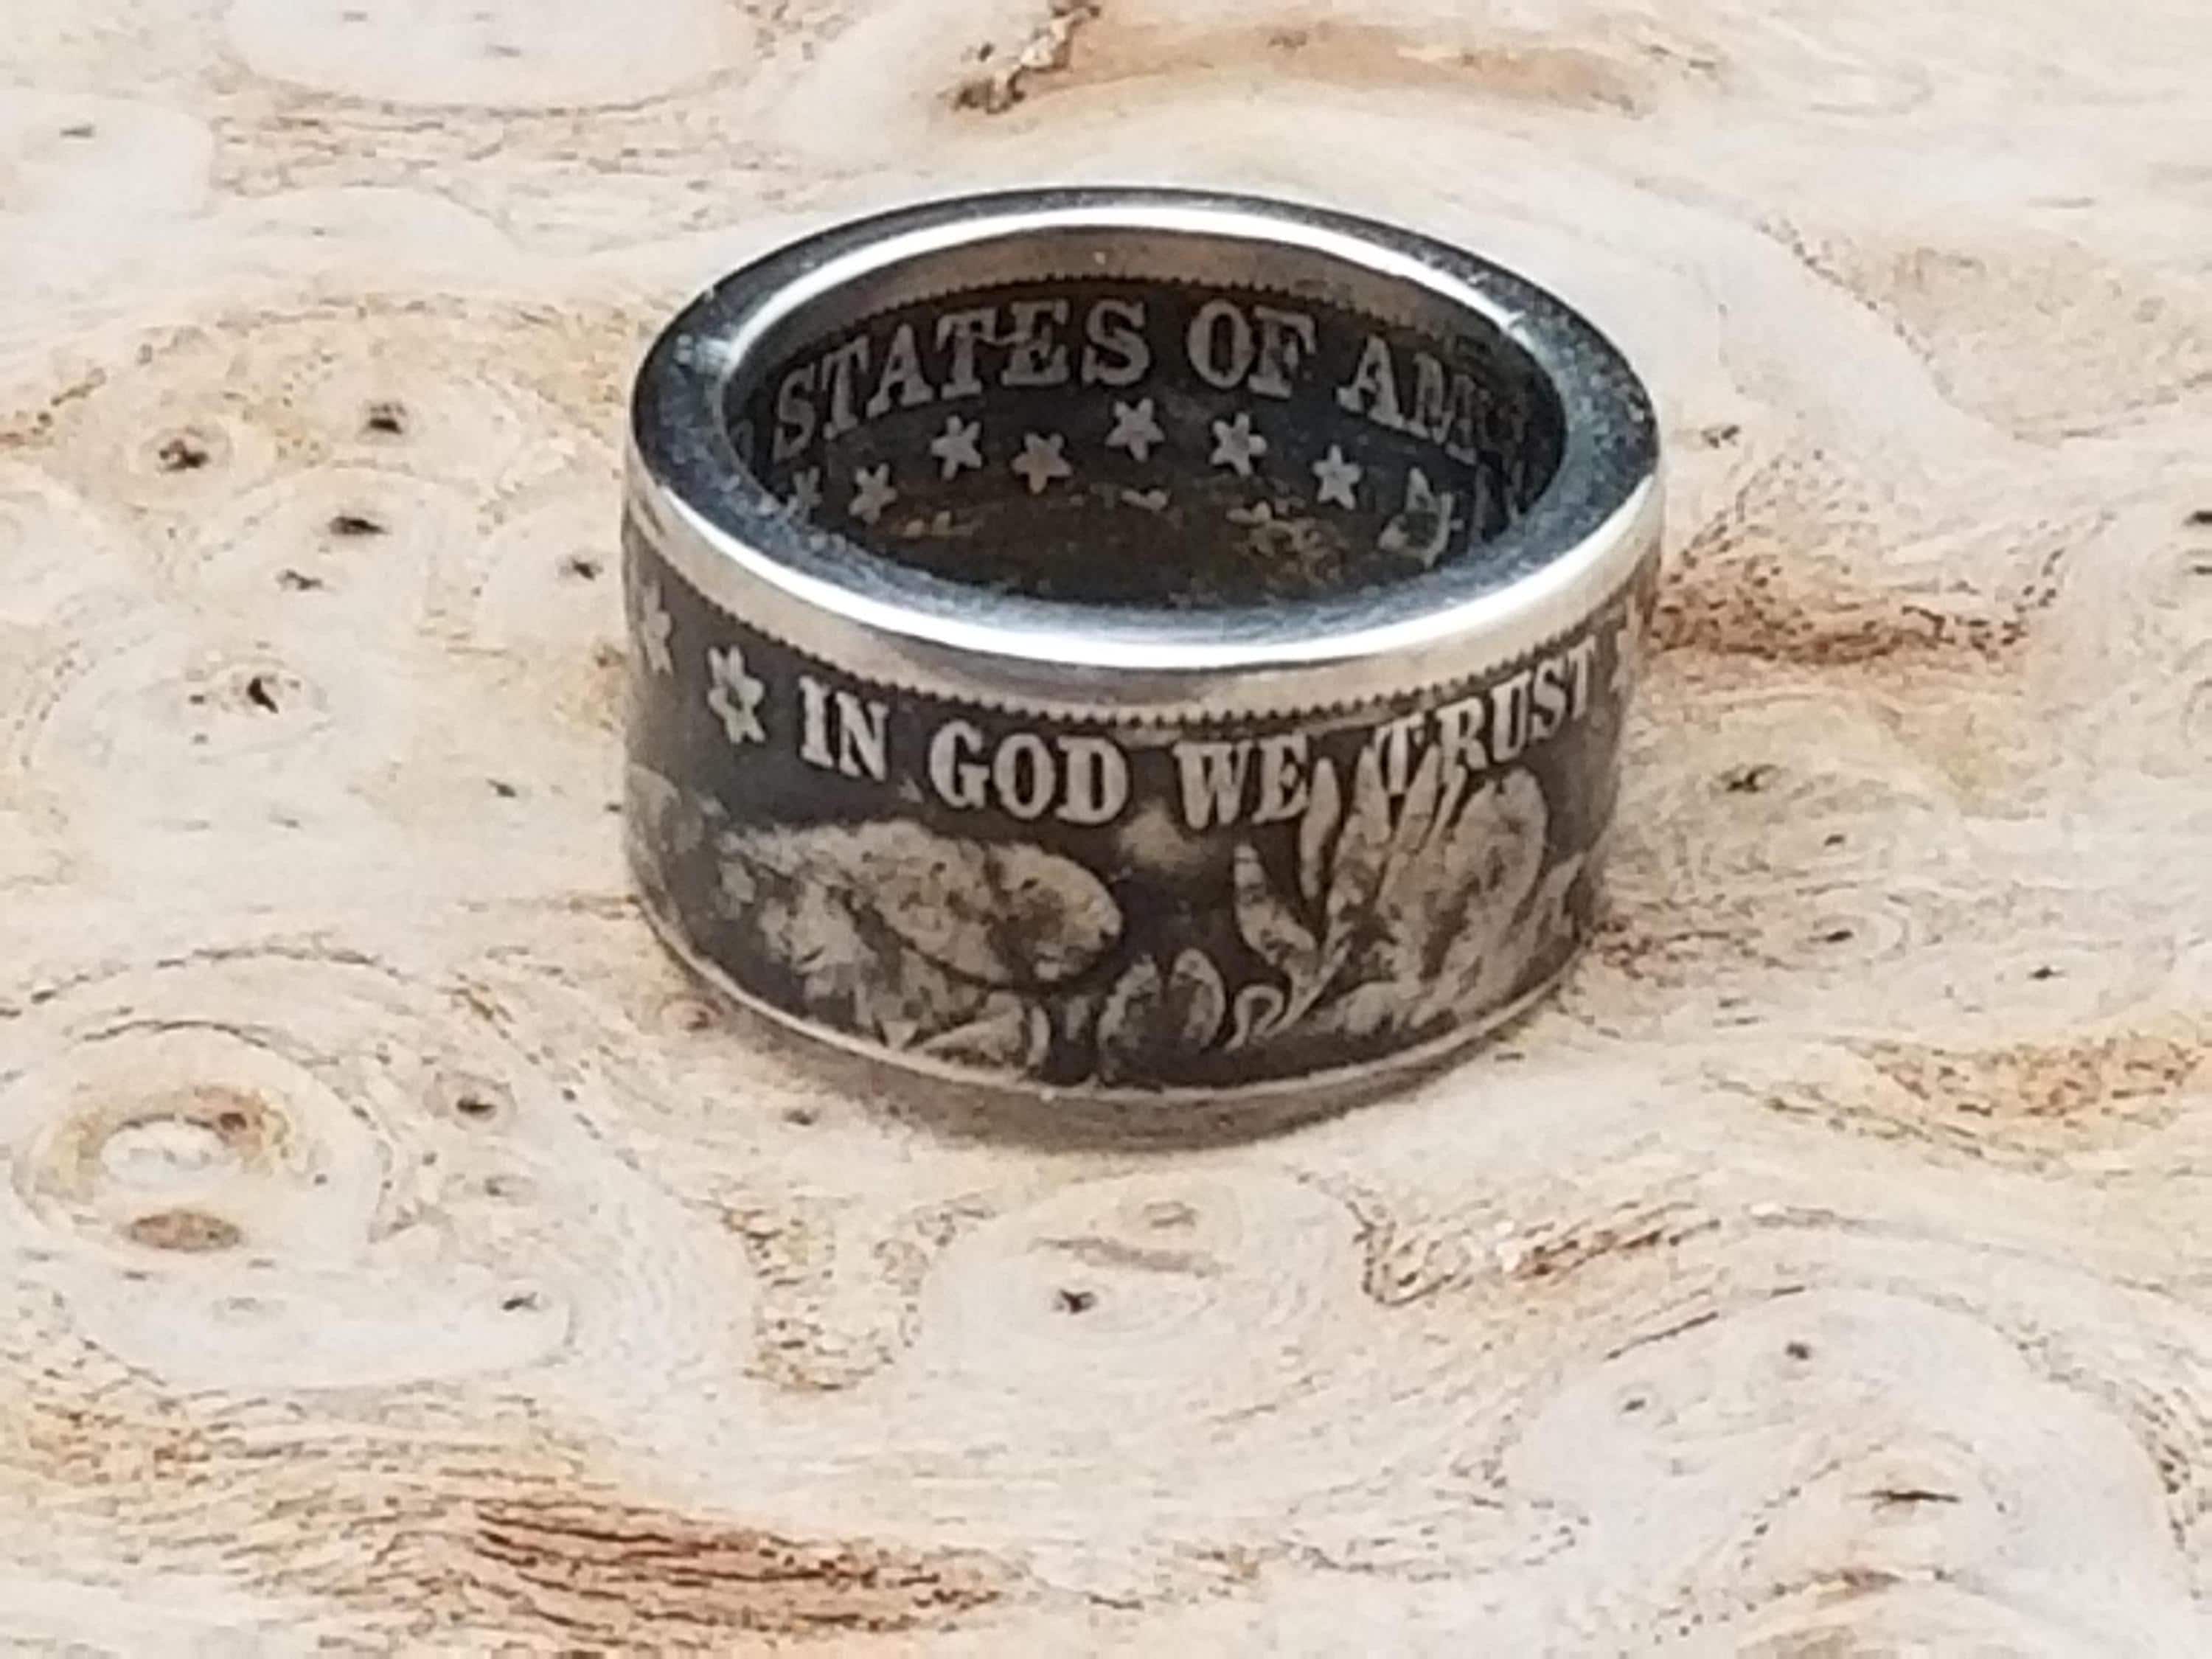 STATES OF AM
IN GOD WE TRUST